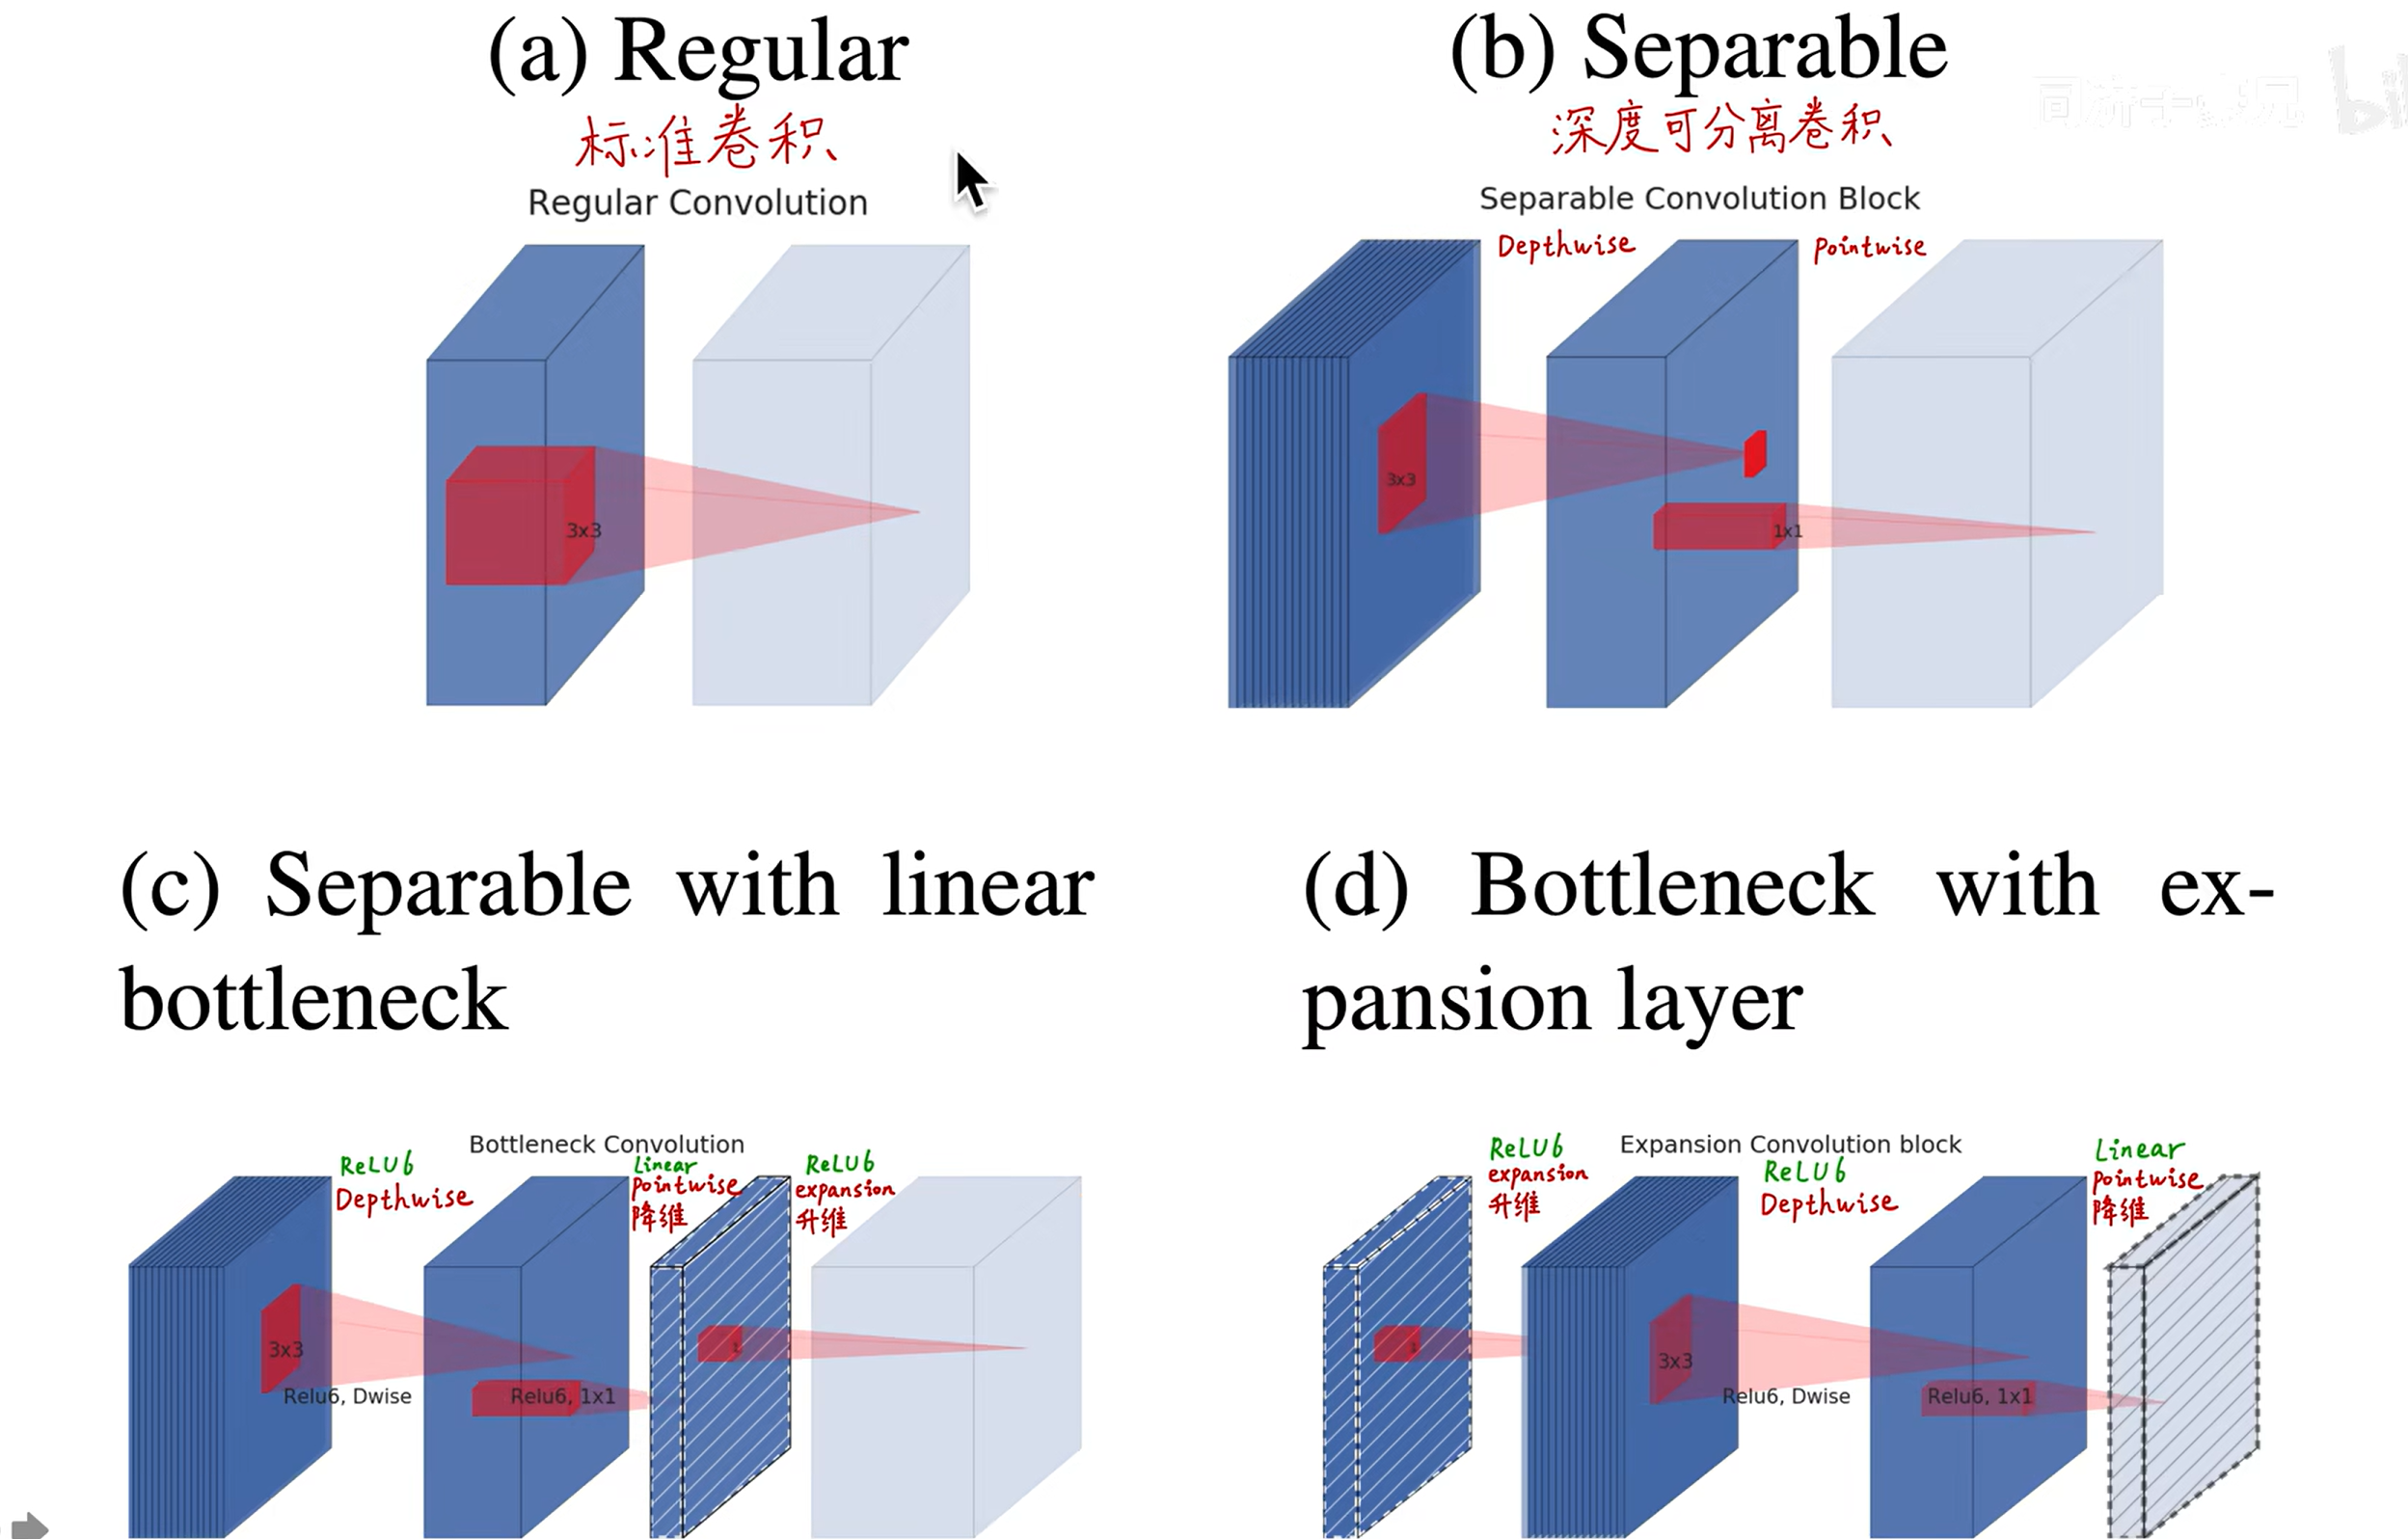 (a) Regular
标准卷积
Regular Convolution
3x3
(b) Separable
深度可分离卷积
Separable Convolution Block
Depthwise
Pointwise
3x3
1x1
(c) Separable with linear
bottleneck
Bottleneck Convolution
ReLU6
Depthwise
Linear
Pointwise
降维
ReLU6
expansion
升维
3x3
Relu6, Dwise
Relu6, 1x1
(d) Bottleneck with ex-
pansion layer
Expansion Convolution block
ReLU6
expansion
升维
ReLU6
Depthwise
Linear
Pointwise
降维
3x3
Relu6, Dwise
Relu6, 1x1